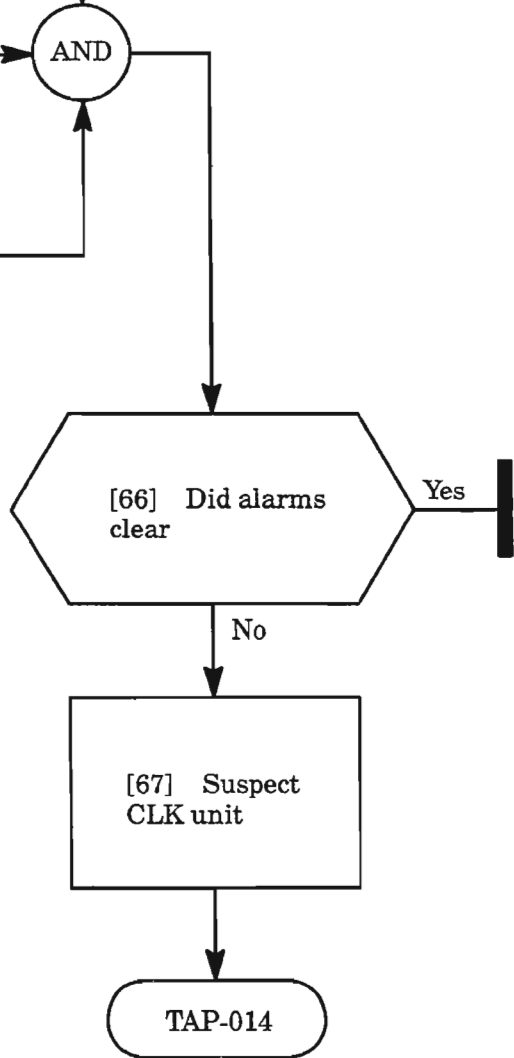 AND
[66] Did alarms
clear
Yes
No
[67] Suspect
CLK unit
TAP-014